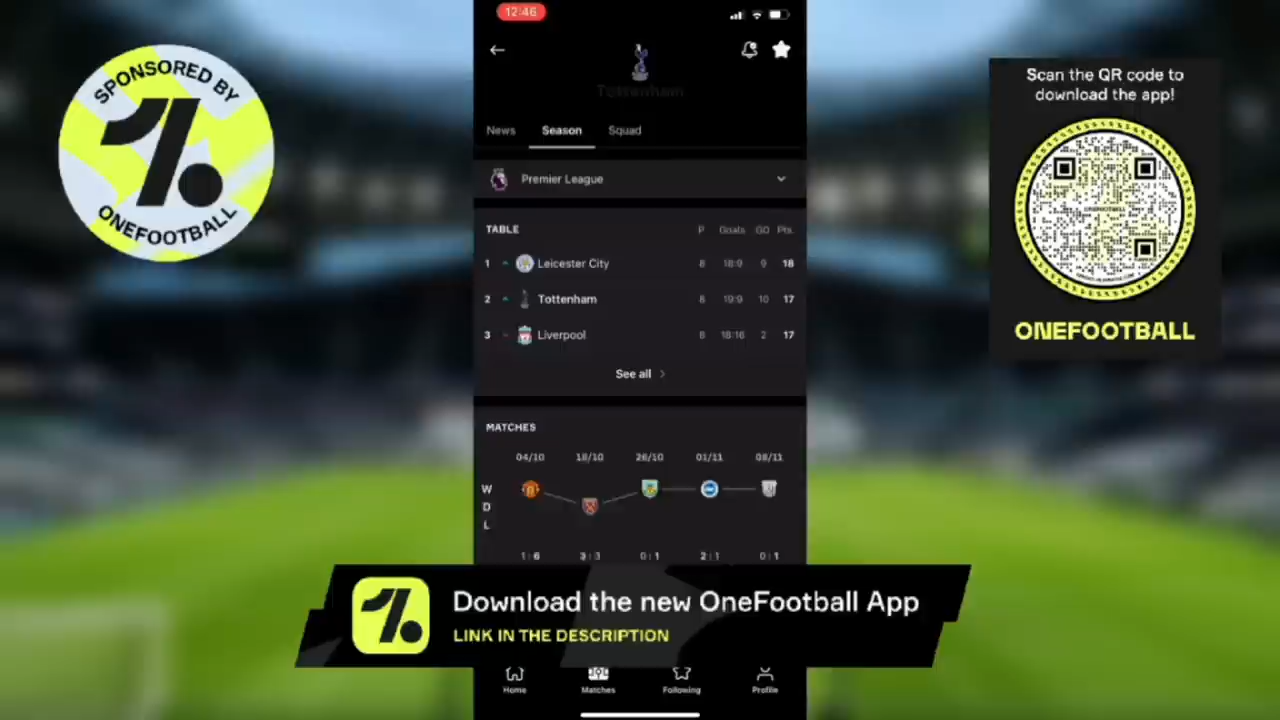 SPONSORED BY
ONEFOOTBALL
12:46
Tottenham
News Season Squad
Premier League
TABLE P Goals GD Pts.
1 Leicester City 8 18:9 9 18
2 Tottenham 8 19:9 10 17
3 Liverpool 8 18:16 2 17
See all
MATCHES
04/10 18/10 26/10 01/11 08/11
W
D
L
1:6 3:3 0:1 2:1 0:1
Download the new OneFootball App
LINK IN THE DESCRIPTION
Home Matches Following Profile
Scan the QR code to
download the app!
ONEFOOTBALL
ONEFOOTBALL